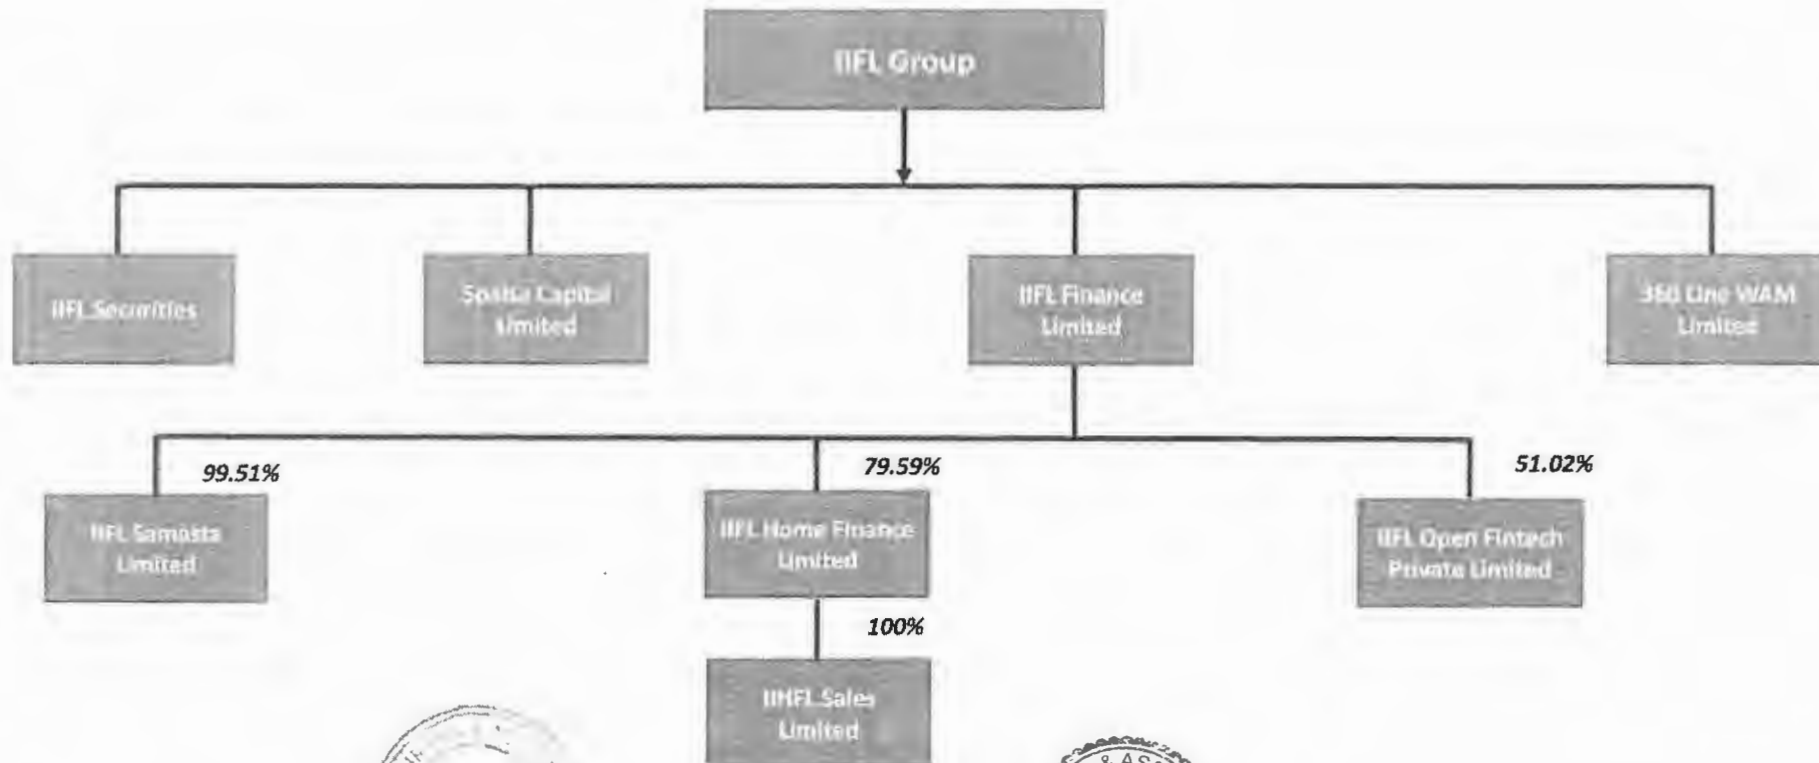 IIFL Group
IIFL Securities
Capital
Limited
IIFL Finance
Limited
360 One WAM
Limited
99.51%
79.59%
51.02%
IIFL Samasta
Limited
IIFL Home Finance
Limited
IIFL Open Fintech
Private Limited
100%
IIHFL Sales
Limited
& AS